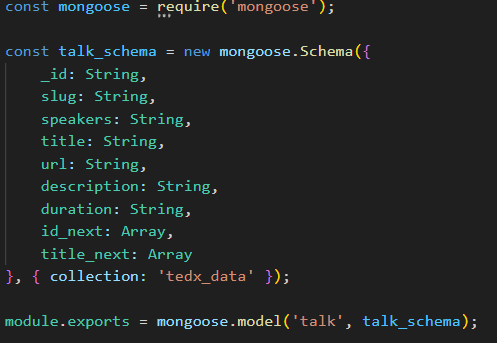 const mongoose = require('mongoose');
const talk_schema = new mongoose.Schema({
    _id: String,
    slug: String,
    speakers: String,
    title: String,
    url: String,
    description: String,
    duration: String,
    id_next: Array,
    title_next: Array
}, { collection: 'tedx_data' });
module.exports = mongoose.model('talk', talk_schema);